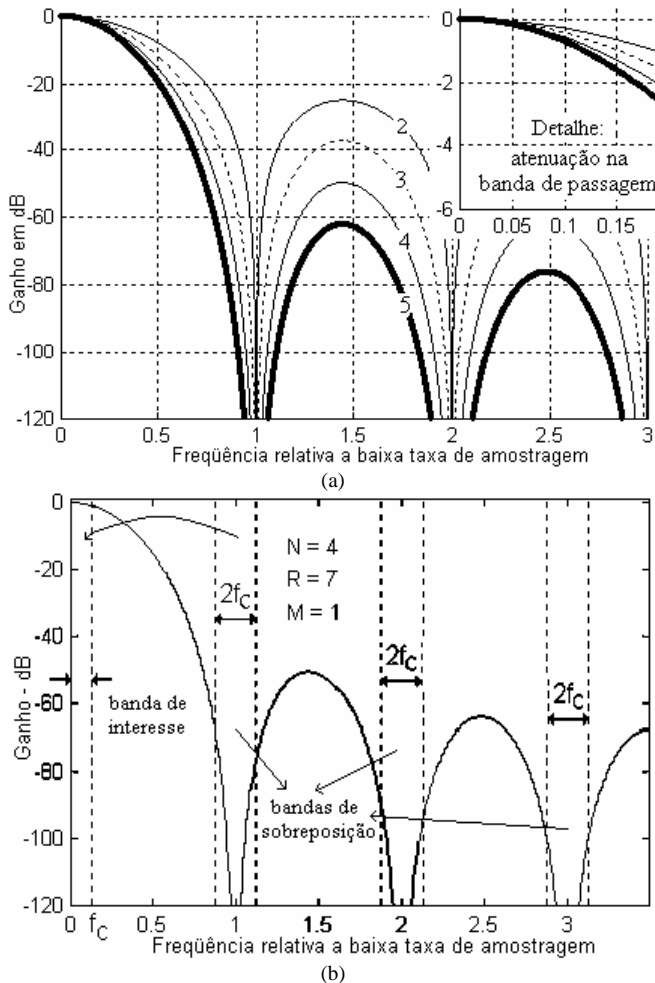 0
-20
-40
-60
-80
-100
-120
Ganho em dB
0
0.5
1
1.5
2
2.5
3
Freqüência relativa a baixa taxa de amostragem
2
3
4
5
0
-2
-4
-6
0
0.05
0.1
0.15
Detalhe:
atenuação na
banda de passagem
(a)
0
-20
-40
-60
-80
-100
-120
Ganho - dB
N = 4
R = 7
M = 1
2fC
2fC
2fC
banda de
interesse
bandas de
sobreposição
0
fC
0.5
1
1.5
2
2.5
3
Freqüência relativa a baixa taxa de amostragem
(b)